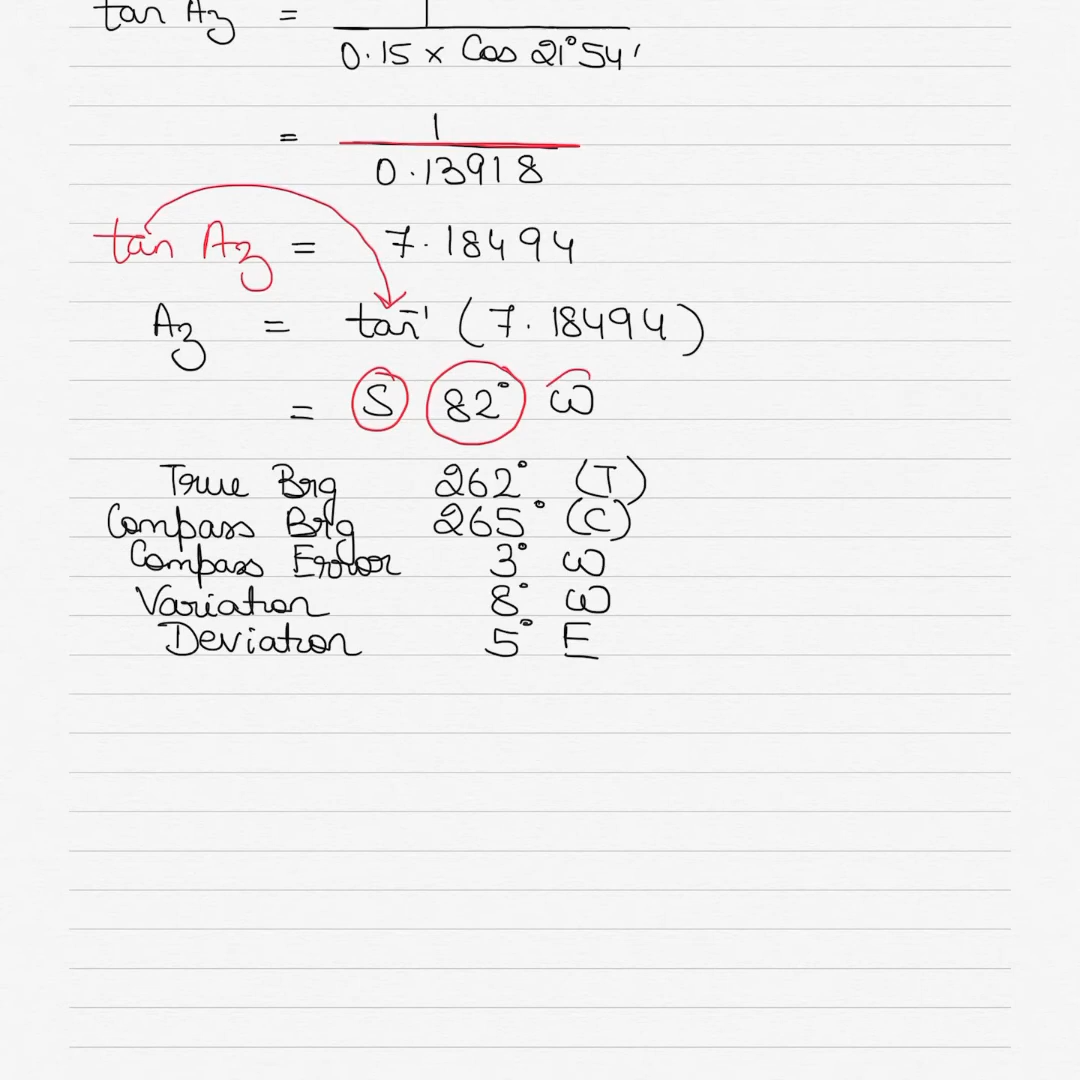 tan Az = 1
0.15 x Cos 21°54'
= 1
0.13918
tan Az = 7.18494
Az = tan⁻¹ (7.18494)
= S 82° W
True Brg 262° (T)
Compass Brg 265° (C)
Compass Error 3° W
Variation 8° W
Deviation 5° E